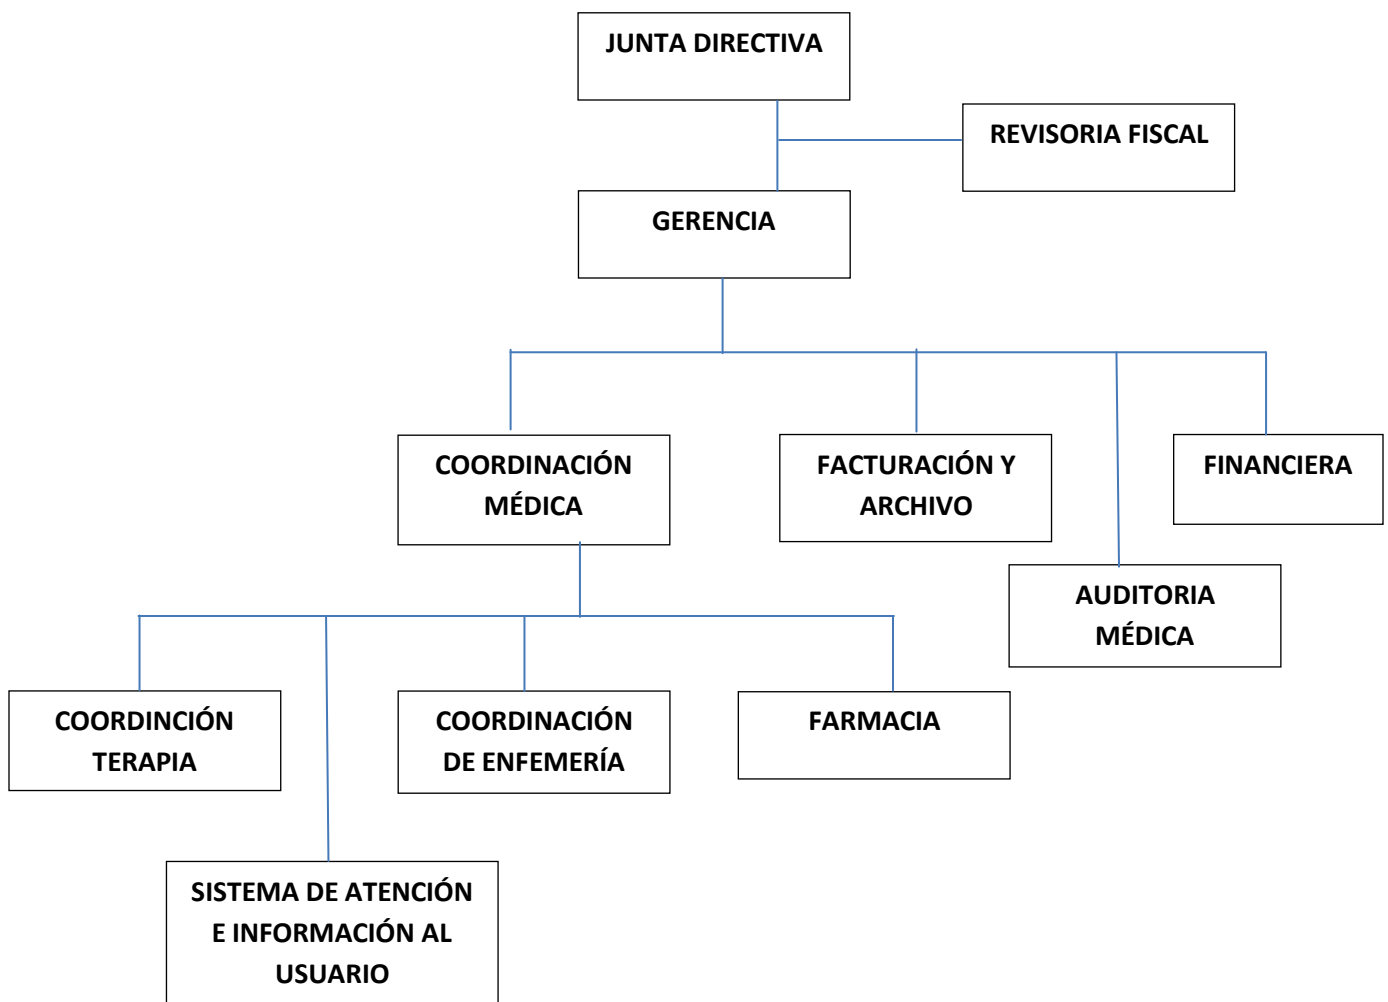 JUNTA DIRECTIVA
REVISORIA FISCAL
GERENCIA
COORDINACIÓN
MÉDICA
FACTURACIÓN Y
ARCHIVO
FINANCIERA
AUDITORIA
MÉDICA
COORDINCIÓN
TERAPIA
COORDINACIÓN
DE ENFEMERÍA
FARMACIA
SISTEMA DE ATENCIÓN
E INFORMACIÓN AL
USUARIO